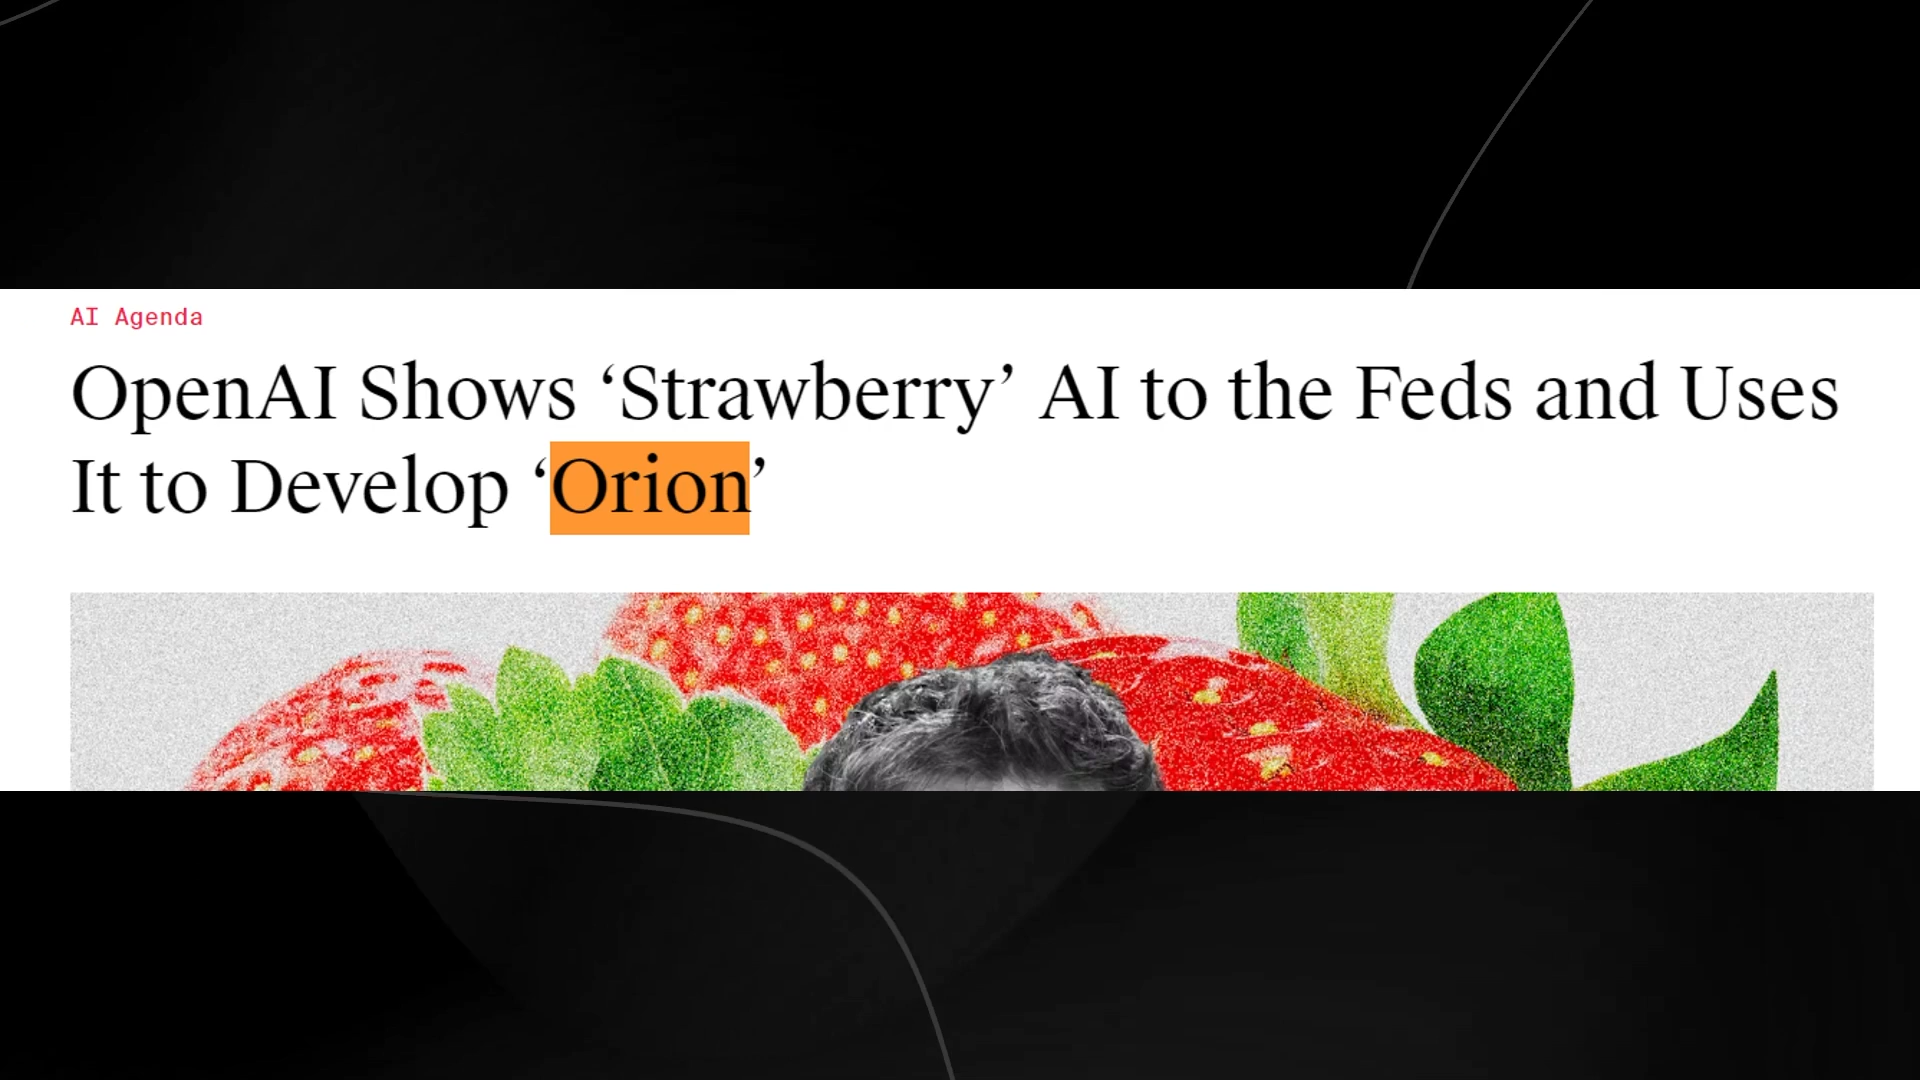 AI Agenda
OpenAI Shows ‘Strawberry’ AI to the Feds and Uses
It to Develop ‘Orion’